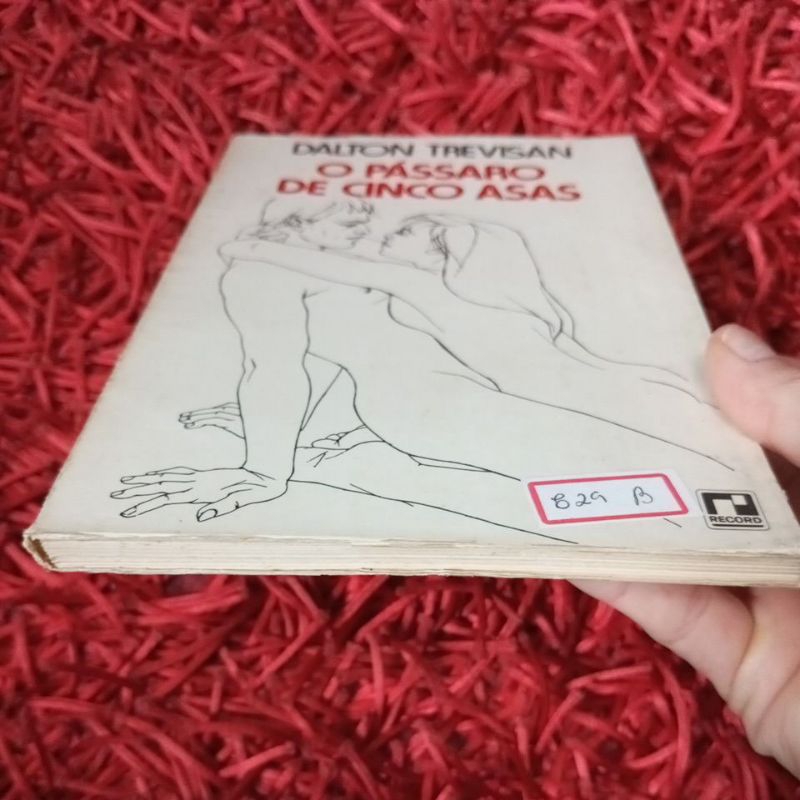 DALTON TREVISAN
O PÁSSARO
DE CINCO ASAS
829 B
RECORD